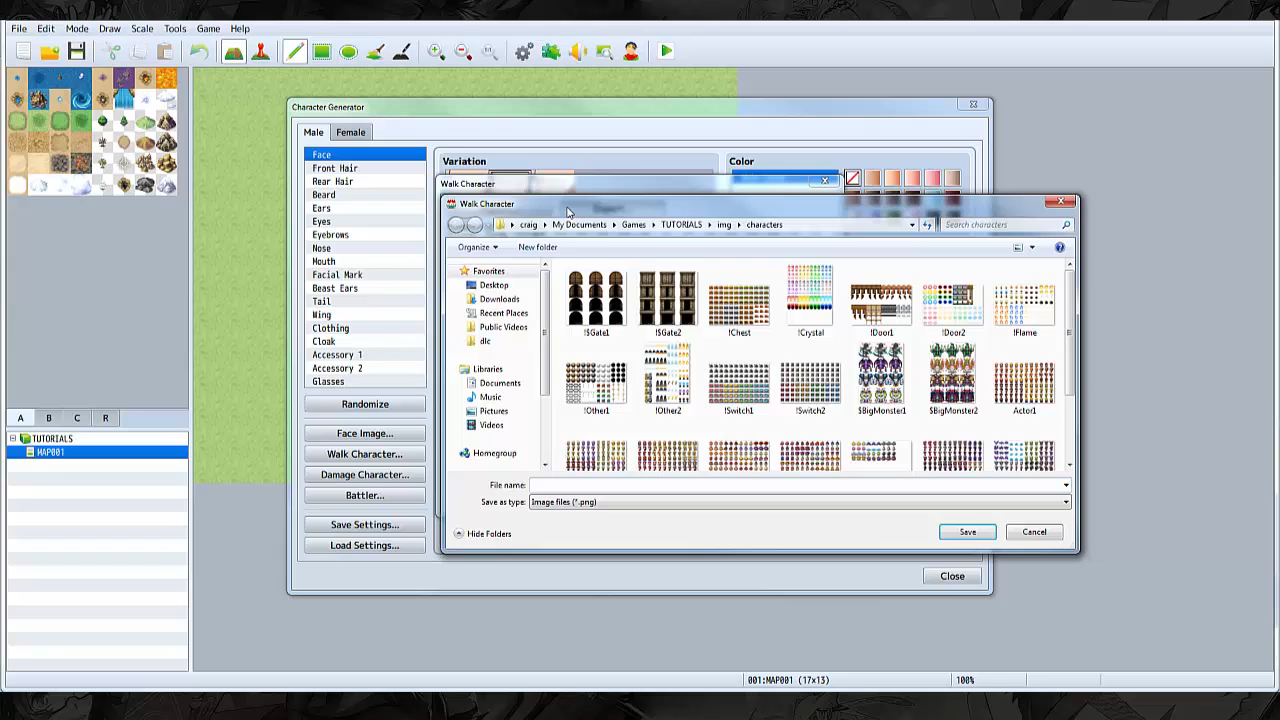 File Edit Mode Draw Scale Tools Game Help
Character Generator
Male Female
Face
Front Hair
Rear Hair
Beard
Ears
Eyes
Eyebrows
Nose
Mouth
Facial Mark
Beast Ears
Tail
Wing
Clothing
Cloak
Accessory 1
Accessory 2
Glasses
Randomize
Face Image...
Walk Character...
Damage Character...
Battler...
Save Settings...
Load Settings...
Variation
Color
Walk Character
Walk Character
craig My Documents Games TUTORIALS img characters
Search characters
Organize New folder
Favorites
Desktop
Downloads
Recent Places
Public Videos
dlc
Libraries
Documents
Music
Pictures
Videos
Homegroup
!$Gate1 !$Gate2 !Chest !Crystal !Door1 !Door2 !Flame
!Other1 !Other2 !Switch1 !Switch2 $BigMonster1 $BigMonster2 Actor1
File name:
Save as type: Image files (*.png)
Hide Folders
Save Cancel
Close
A B C R
TUTORIALS
MAP001
001:MAP001 (17x13) 100%